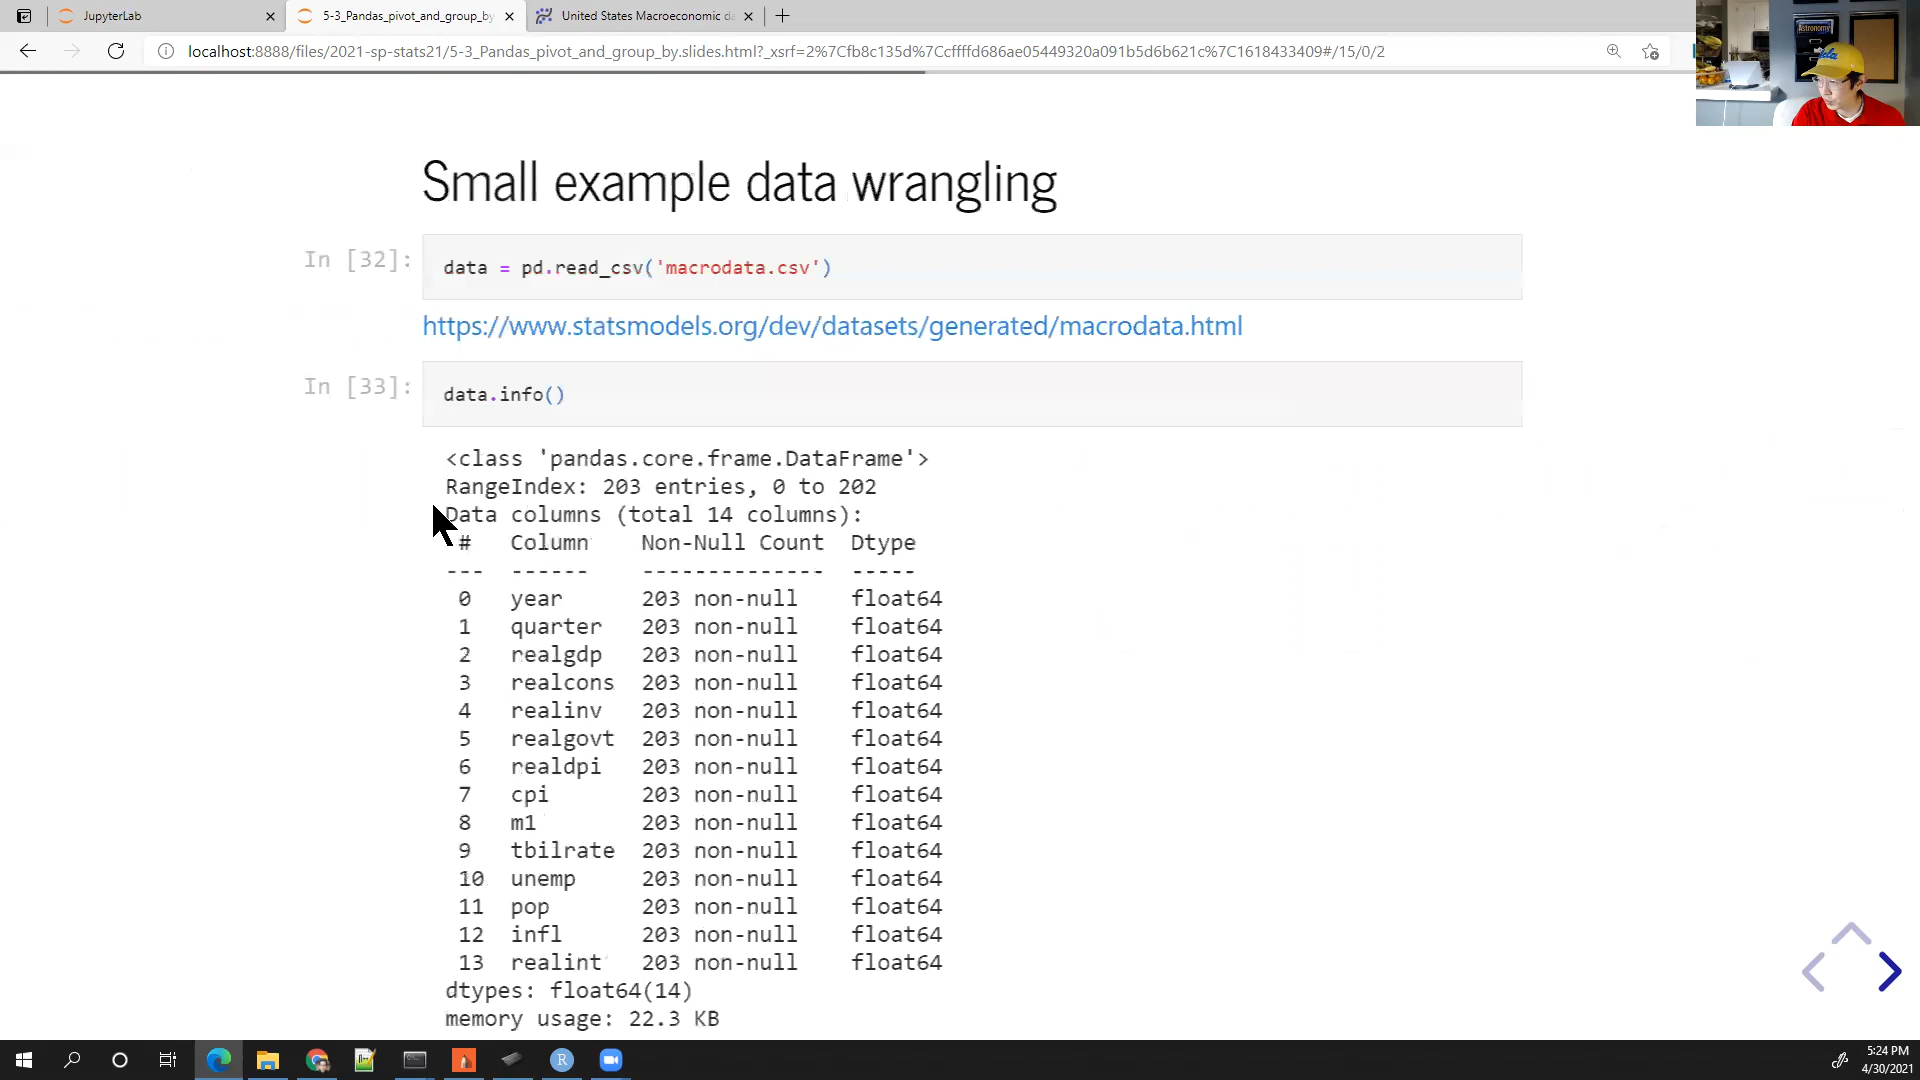 JupyterLab
5-3_Pandas_pivot_and_group_by
United States Macroeconomic d
localhost:8888/files/2021-sp-stats21/5-3_Pandas_pivot_and_group_by.slides.html?_xsrf=2%7Cfb8c135d%7Ccffffd686ae05449320a091b5d6b621c%7C1618433409#/15/0/2
Astronomy
Small example data wrangling
In [32]:
data = pd.read_csv('macrodata.csv')
https://www.statsmodels.org/dev/datasets/generated/macrodata.html
In [33]:
data.info()
<class 'pandas.core.frame.DataFrame'>
RangeIndex: 203 entries, 0 to 202
Data columns (total 14 columns):
# Column Non-Null Count Dtype
--- ------ -------------- -----
0 year 203 non-null float64
1 quarter 203 non-null float64
2 realgdp 203 non-null float64
3 realcons 203 non-null float64
4 realinv 203 non-null float64
5 realgovt 203 non-null float64
6 realdpi 203 non-null float64
7 cpi 203 non-null float64
8 m1 203 non-null float64
9 tbilrate 203 non-null float64
10 unemp 203 non-null float64
11 pop 203 non-null float64
12 infl 203 non-null float64
13 realint 203 non-null float64
dtypes: float64(14)
memory usage: 22.3 KB
R
5:24 PM
4/30/2021